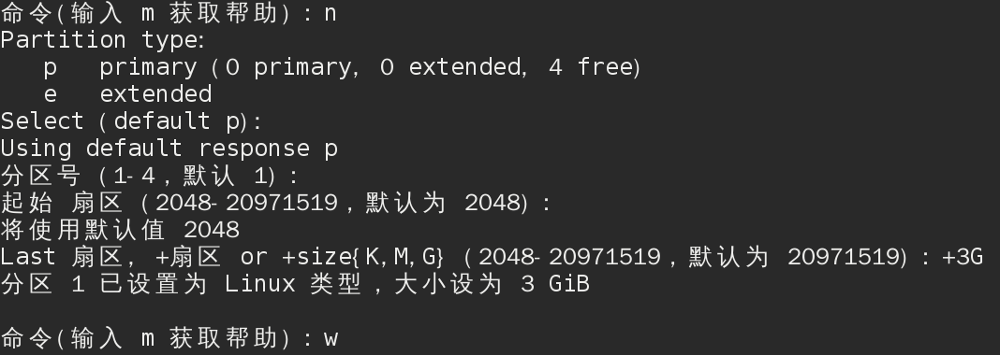 命令(输入 m 获取帮助)：n
Partition type:
   p   primary (0 primary, 0 extended, 4 free)
   e   extended
Select (default p):
Using default response p
分区号 (1-4，默认 1)：
起始 扇区 (2048-20971519，默认为 2048)：
将使用默认值 2048
Last 扇区, +扇区 or +size{K,M,G} (2048-20971519，默认为 20971519)：+3G
分区 1 已设置为 Linux 类型，大小设为 3 GiB
命令(输入 m 获取帮助)：w